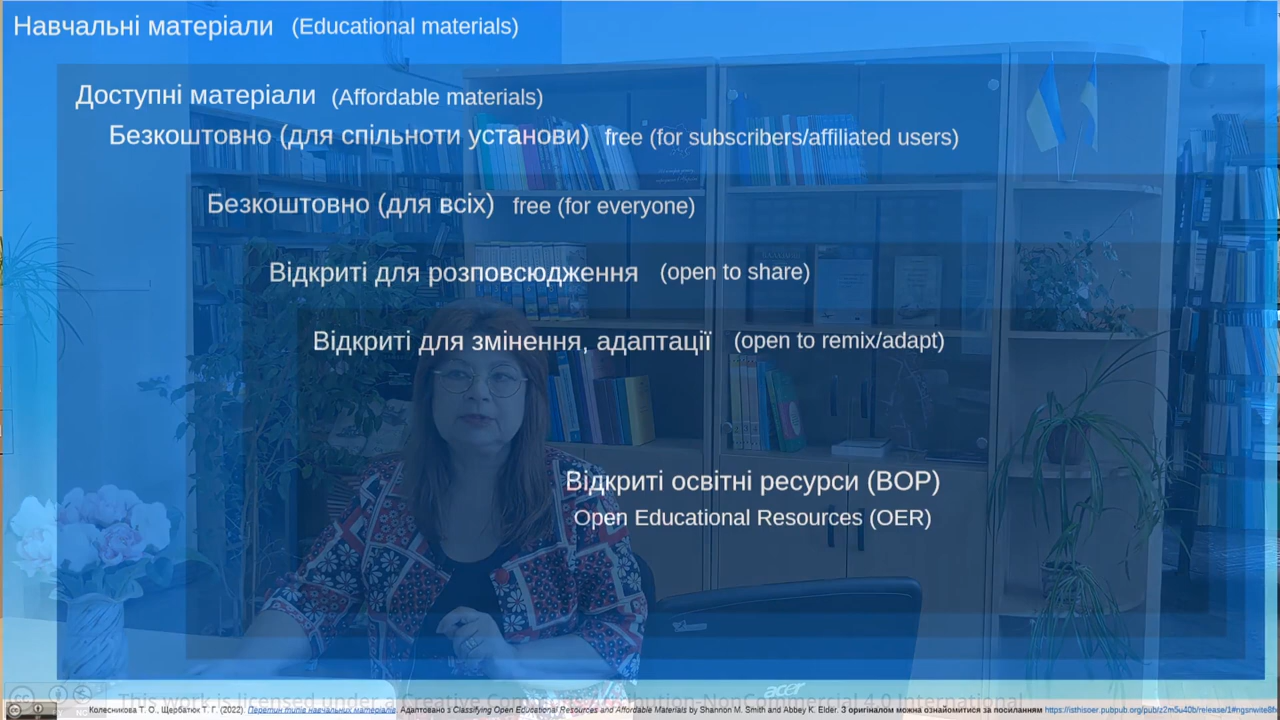 Навчальні матеріали (Educational materials)
Доступні матеріали (Affordable materials)
Безкоштовно (для спільноти установи) free (for subscribers/affiliated users)
Безкоштовно (для всіх) free (for everyone)
Відкриті для розповсюдження (open to share)
Відкриті для змінення, адаптації (open to remix/adapt)
Відкриті освітні ресурси (ВОР)
Open Educational Resources (OER)
acer
This work is licensed under a Creative Commons Attribution-NonCommercial 4.0 International
Колесникова Т. О., Щербатюк Т. Г. (2022). Перетин типів навчальних матеріалів. Адаптовано з Classifying Open Educational Resources and Affordable Materials by Shannon M. Smith and Abbey K. Elder. З оригіналом можна ознайомитися за посиланням